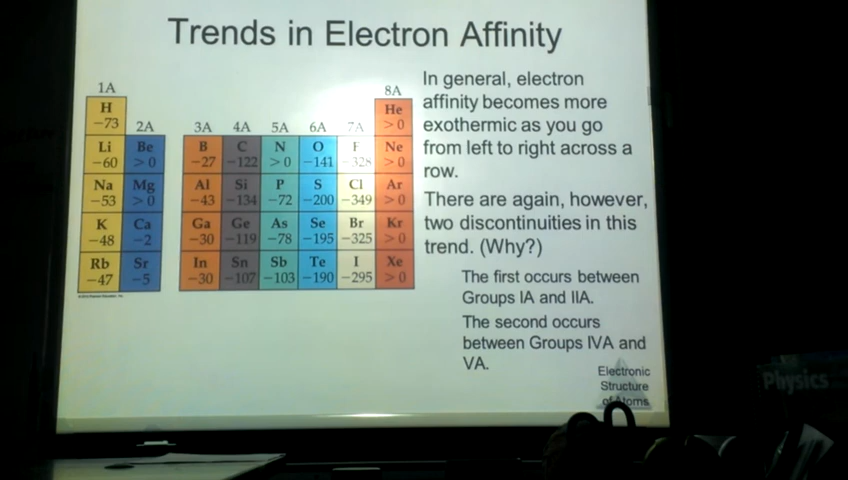 Trends in Electron Affinity
1A
8A
H
He
-73
2A
3A 4A 5A 6A 7A
> 0
Li Be B C N O F Ne
-60 > 0 -27 -122 > 0 -141 -328 > 0
Na Mg Al Si P S Cl Ar
-53 > 0 -43 -134 -72 -200 -349 > 0
K Ca Ga Ge As Se Br Kr
-48 -2 -30 -119 -78 -195 -325 > 0
Rb Sr In Sn Sb Te I Xe
-47 -5 -30 -107 -103 -190 -295 > 0
In general, electron
affinity becomes more
exothermic as you go
from left to right across a
row.
There are again, however,
two discontinuities in this
trend. (Why?)
The first occurs between
Groups IA and IIA.
The second occurs
between Groups IVA and
VA.
Electronic
Structure
of Atoms
Physics